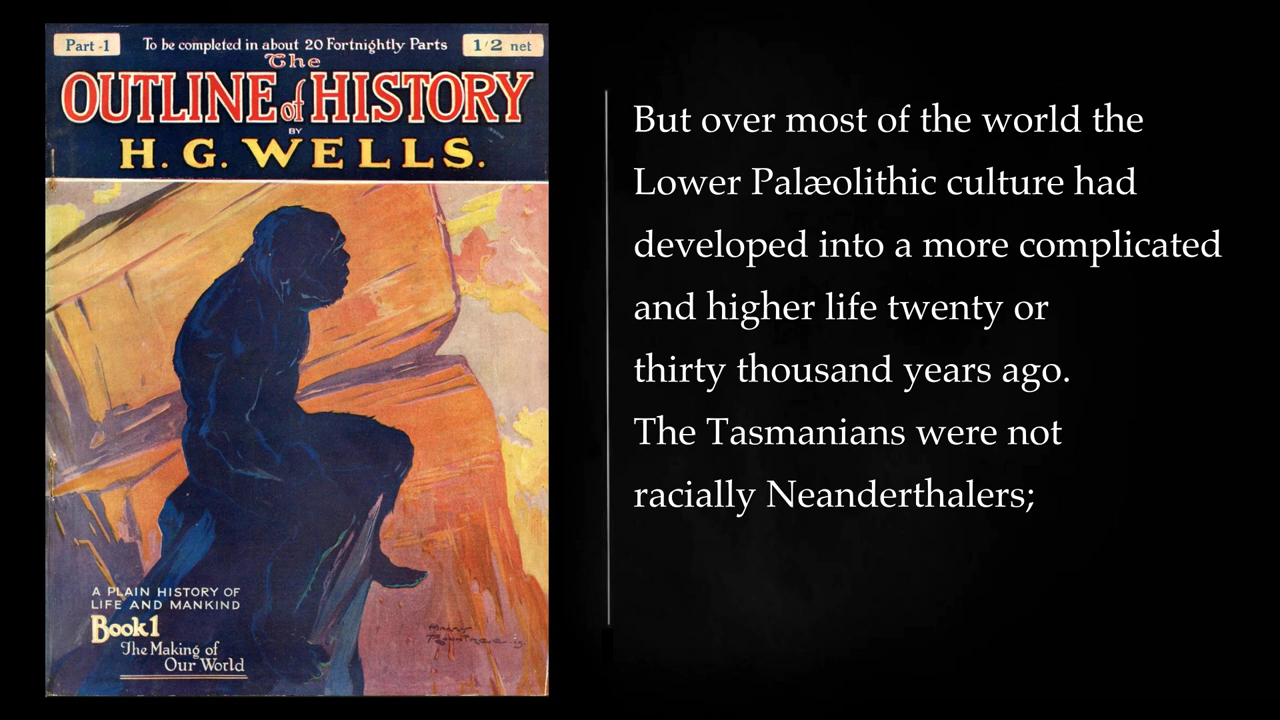 Part -1
To be completed in about 20 Fortnightly Parts
1/2 net
The
OUTLINE of HISTORY
BY
H. G. WELLS.
A PLAIN HISTORY OF
LIFE AND MANKIND
Book 1
The Making of
Our World
But over most of the world the
Lower Palæolithic culture had
developed into a more complicated
and higher life twenty or
thirty thousand years ago.
The Tasmanians were not
racially Neanderthalers;